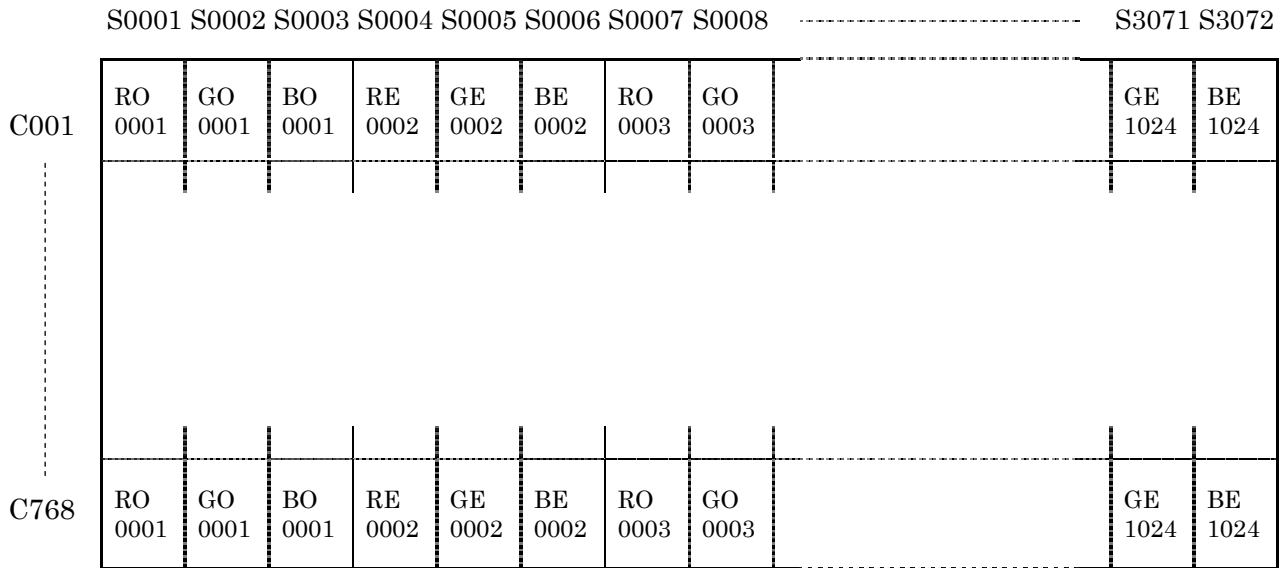 S0001 S0002 S0003 S0004 S0005 S0006 S0007 S0008 S3071 S3072
C001
RO GO BO RE GE BE RO GO GE BE
0001 0001 0001 0002 0002 0002 0003 0003 1024 1024
C768
RO GO BO RE GE BE RO GO GE BE
0001 0001 0001 0002 0002 0002 0003 0003 1024 1024